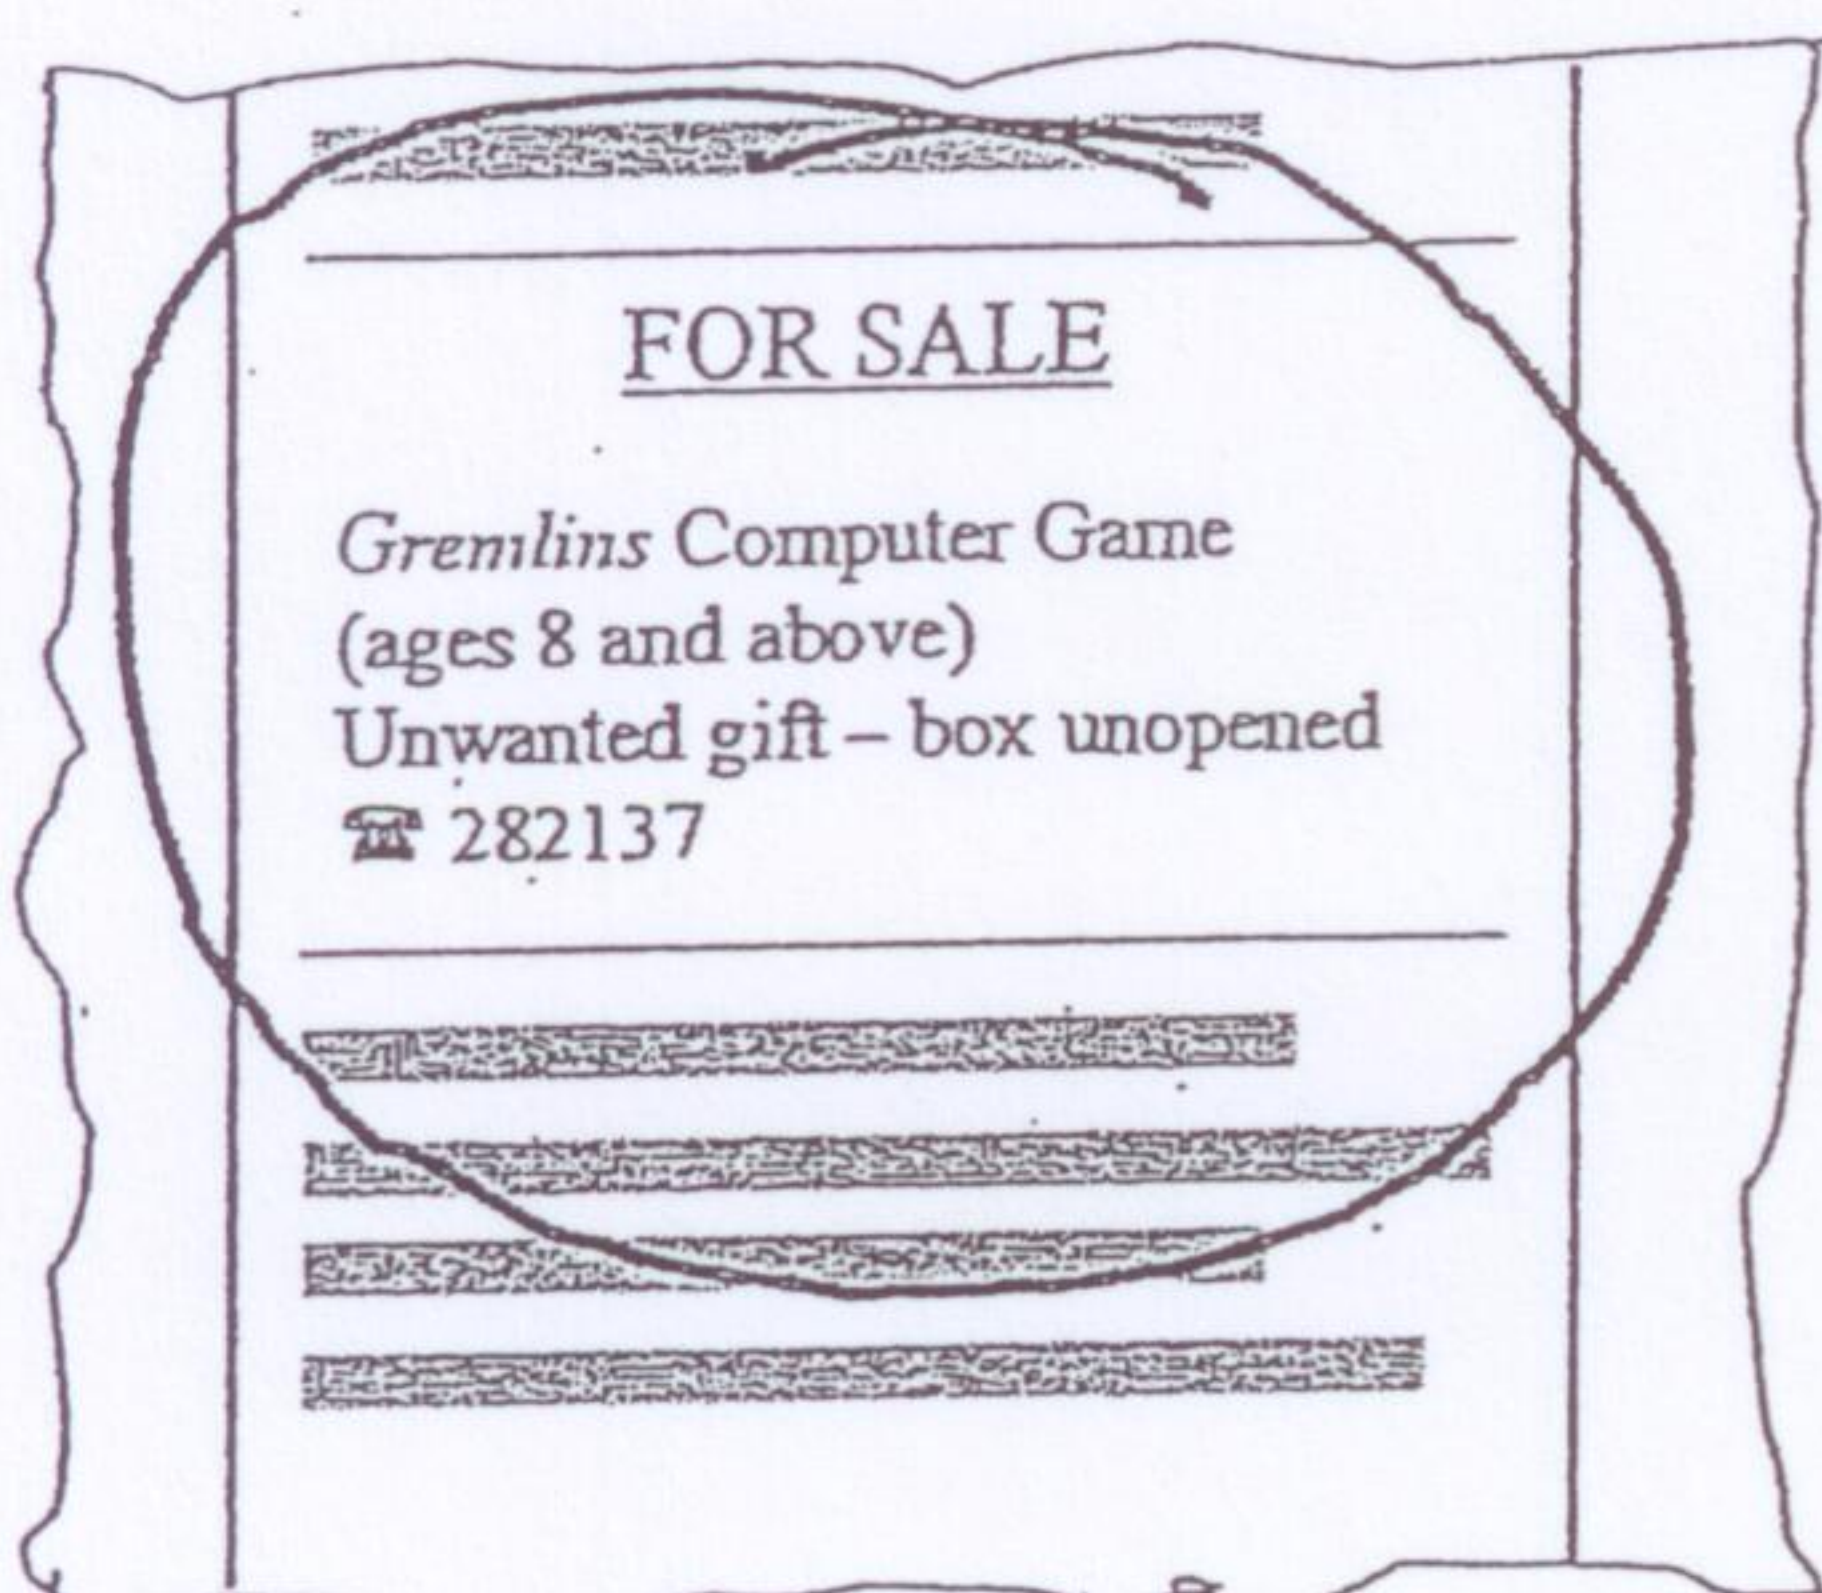 FOR SALE
Gremlins Computer Game
(ages 8 and above)
Unwanted gift – box unopened
☎ 282137